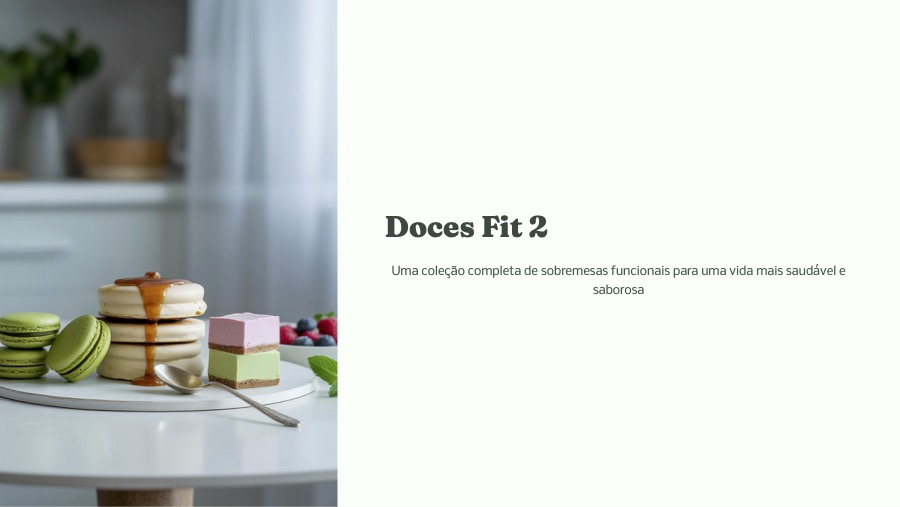 Doces Fit 2
Uma coleção completa de sobremesas funcionais para uma vida mais saudável e
saborosa